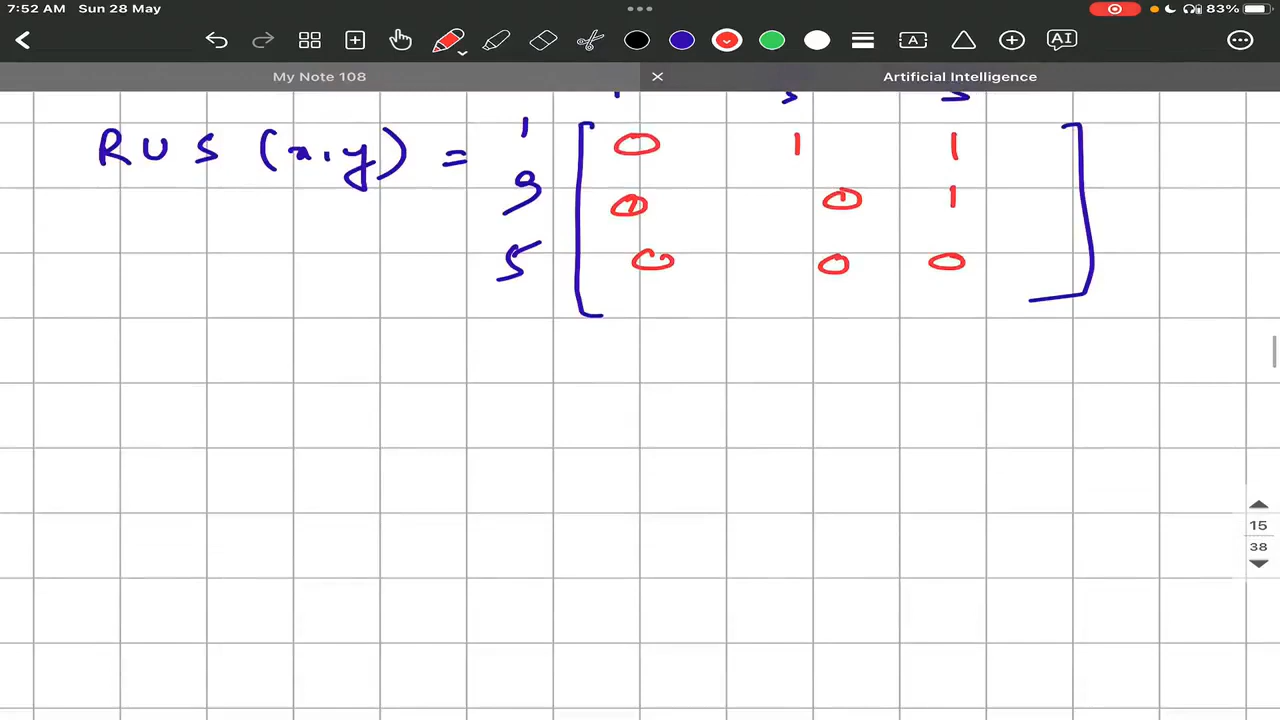 7:52 AM Sun 28 May
83%
A
AI
My Note 108
Artificial Intelligence
R U S (x,y) =
1 0 1 1
3 0 0 1
5 0 0 0
15
38